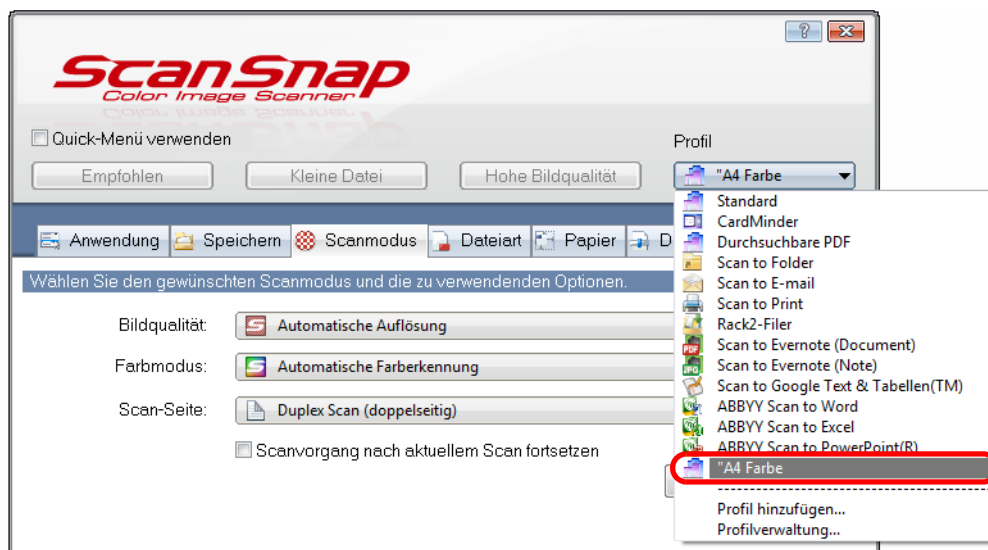 ScanSnap
Color Image Scanner
Quick-Menü verwenden
Profil
Empfohlen
Kleine Datei
Hohe Bildqualität
"A4 Farbe
Standard
CardMinder
Durchsuchbare PDF
Scan to Folder
Scan to E-mail
Scan to Print
Rack2-Filer
Scan to Evernote (Document)
Scan to Evernote (Note)
Scan to Google Text & Tabellen(TM)
ABBYY Scan to Word
ABBYY Scan to Excel
ABBYY Scan to PowerPoint(R)
"A4 Farbe
Profil hinzufügen...
Profilverwaltung...
Anwendung
Speichern
Scanmodus
Dateiart
Papier
D
Wählen Sie den gewünschten Scanmodus und die zu verwendenden Optionen.
Bildqualität:
Automatische Auflösung
Farbmodus:
Automatische Farberkennung
Scan-Seite:
Duplex Scan (doppelseitig)
Scanvorgang nach aktuellem Scan fortsetzen